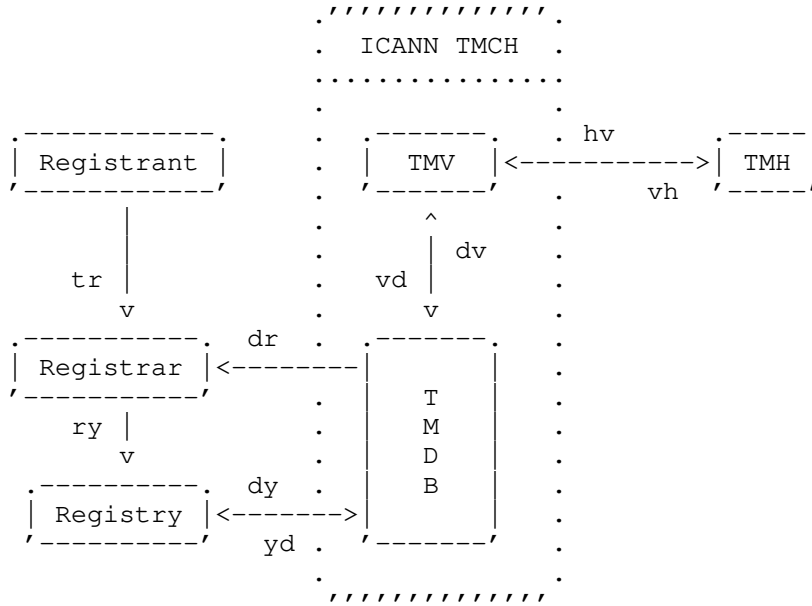 ICANN TMCH
hv
Registrant TMV TMH
vh
dv
tr vd
dr
Registrar
T
ry M
D
dy B
Registry
yd